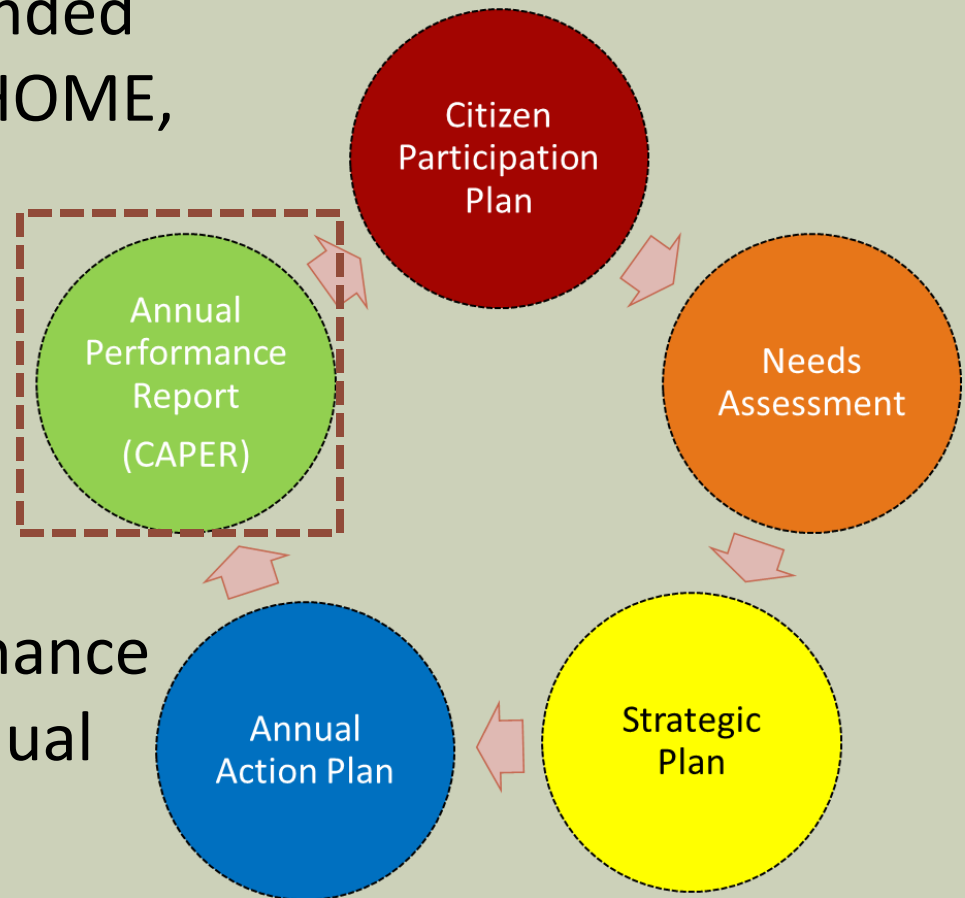 nded
HOME,
Citizen
Participation
Plan
Needs
Assessment
Strategic
Plan
Annual
Action Plan
Annual
Performance
Report
(CAPER)
nance
ual